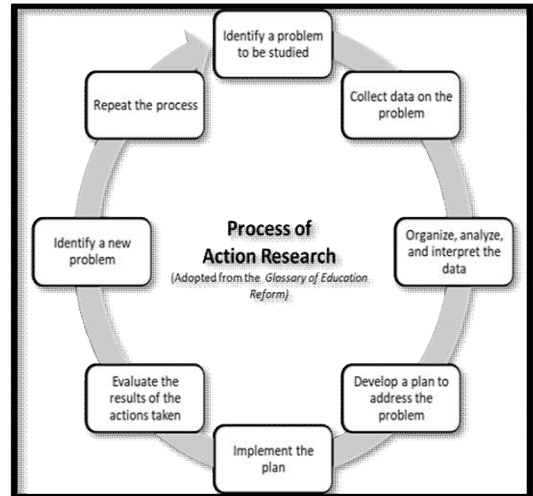 Identify a problem
to be studied
Collect data on the
problem
Organize, analyze,
and interpret the
data
Develop a plan to
address the
problem
Implement the
plan
Evaluate the
results of the
actions taken
Identify a new
problem
Repeat the process
Process of
Action Research
(Adopted from the Glossary of Education
Reform)